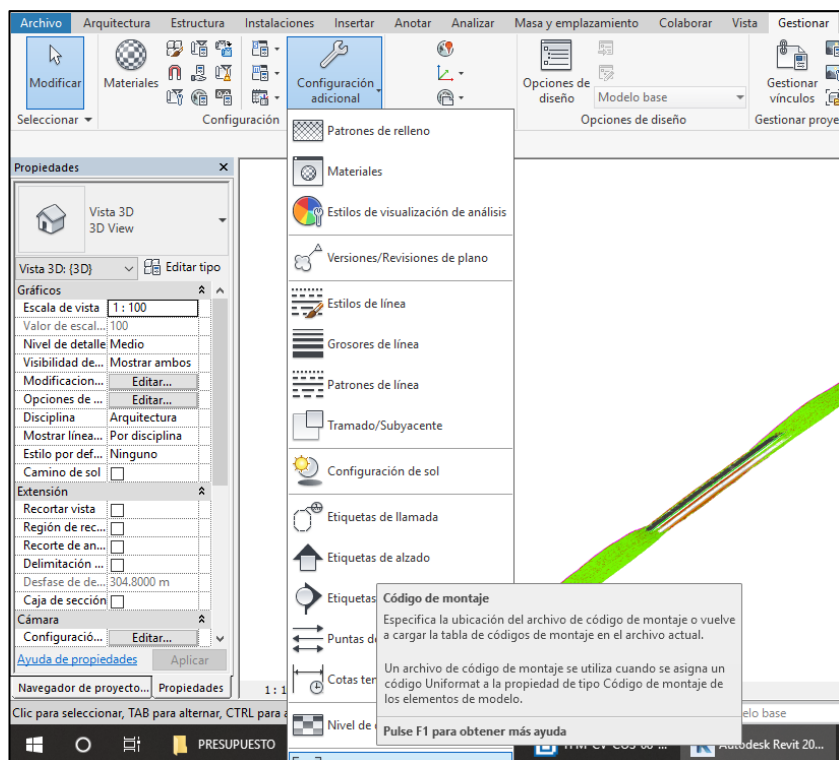 Archivo Arquitectura Estructura Instalaciones Insertar Anotar Analizar Masa y emplazamiento Colaborar Vista Gestionar
Modificar
Materiales
Configuración adicional
Opciones de diseño
Modelo base
Gestionar vínculos
Seleccionar
Configuración
Opciones de diseño
Gestionar proye
Propiedades
Vista 3D
3D View
Vista 3D: {3D}
Editar tipo
Gráficos
Escala de vista 1 : 100
Valor de escal... 100
Nivel de detalle Medio
Visibilidad de... Mostrar ambos
Modificacion... Editar...
Opciones de ... Editar...
Disciplina Arquitectura
Mostrar línea... Por disciplina
Estilo por def... Ninguno
Camino de sol
Extensión
Recortar vista
Región de rec...
Recorte de an...
Delimitación ...
Desfase de de... 304.8000 m
Caja de sección
Cámara
Configuració... Editar...
Ayuda de propiedades
Aplicar
Navegador de proyecto... Propiedades
Clic para seleccionar, TAB para alternar, CTRL para a
PRESUPUESTO
Patrones de relleno
Materiales
Estilos de visualización de análisis
Versiones/Revisiones de plano
Estilos de línea
Grosores de línea
Patrones de línea
Tramado/Subyacente
Configuración de sol
Etiquetas de llamada
Etiquetas de alzado
Etiquetas
Puntas de
Cotas ten
Nivel de
1 : 1
Código de montaje
Especifica la ubicación del archivo de código de montaje o vuelve
a cargar la tabla de códigos de montaje en el archivo actual.
Un archivo de código de montaje se utiliza cuando se asigna un
código Uniformat a la propiedad de tipo Código de montaje de
los elementos de modelo.
Pulse F1 para obtener más ayuda
elo base
Autodesk Revit 20...